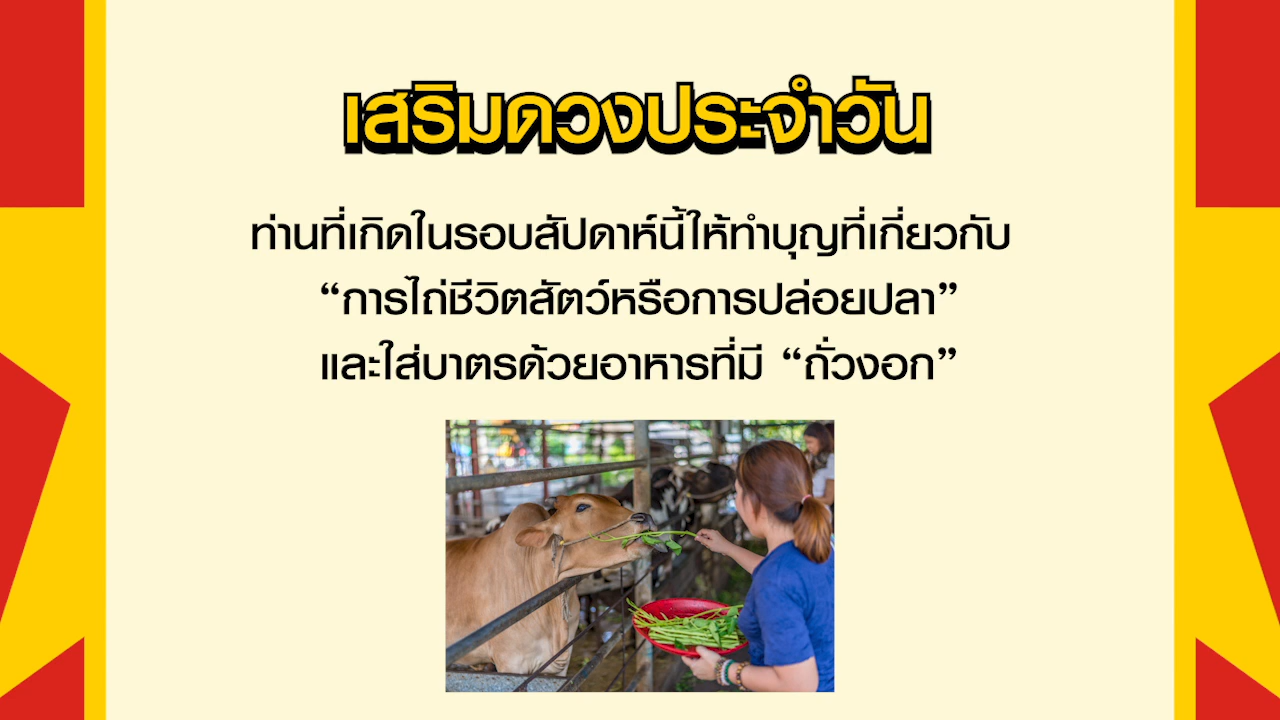 เสริมดวงประจำวัน
ท่านที่เกิดในรอบสัปดาห์นี้ให้ทำบุญที่เกี่ยวกับ
“การไถ่ชีวิตสัตว์หรือการปล่อยปลา”
และใส่บาตรด้วยอาหารที่มี “ถั่วงอก”